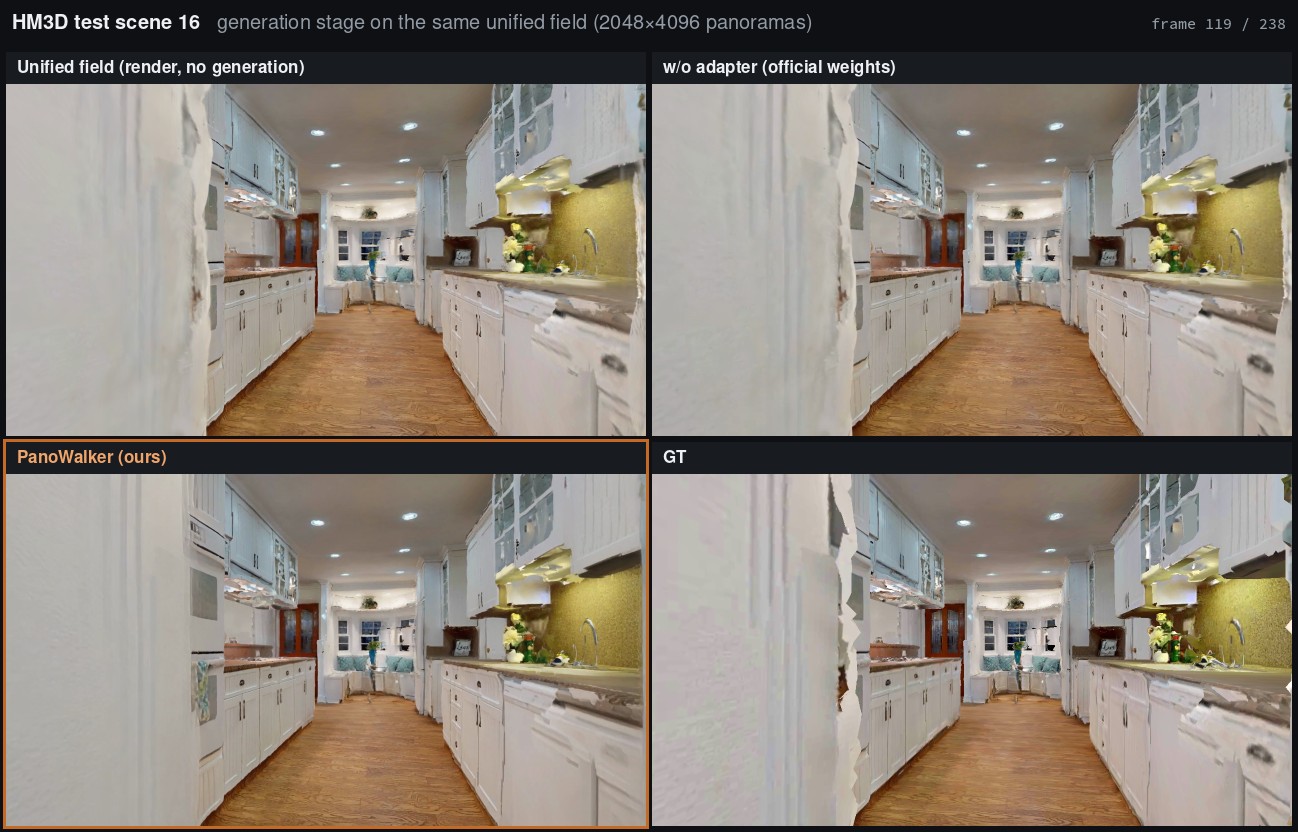 HM3D test scene 16 generation stage on the same unified field (2048×4096 panoramas) frame 119 / 238
Unified field (render, no generation)
w/o adapter (official weights)
PanoWalker (ours)
GT